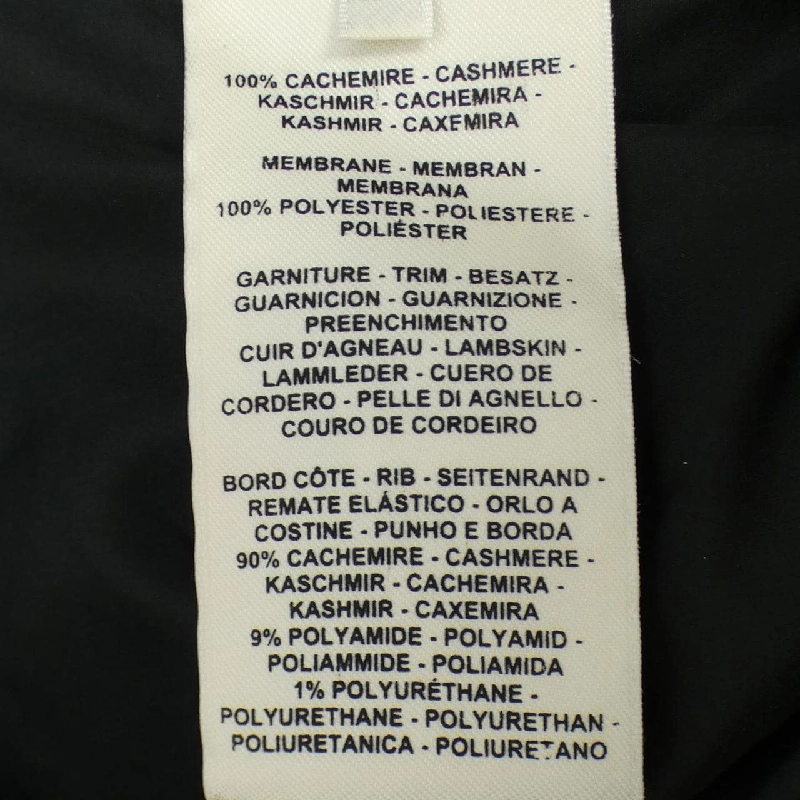 100% CACHEMIRE - CASHMERE -
KASCHMIR - CACHEMIRA -
KASHMIR - CAXEMIRA
MEMBRANE - MEMBRAN -
MEMBRANA
100% POLYESTER - POLIESTERE -
POLIÉSTER
GARNITURE - TRIM - BESATZ -
GUARNICION - GUARNIZIONE -
PREENCHIMENTO
CUIR D'AGNEAU - LAMBSKIN -
LAMMLEDER - CUERO DE
CORDERO - PELLE DI AGNELLO -
COURO DE CORDEIRO
BORD CÔTE - RIB - SEITENRAND -
REMATE ELÁSTICO - ORLO A
COSTINE - PUNHO E BORDA
90% CACHEMIRE - CASHMERE -
KASCHMIR - CACHEMIRA -
KASHMIR - CAXEMIRA
9% POLYAMIDE - POLYAMID -
POLIAMMIDE - POLIAMIDA
1% POLYURÉTHANE -
POLYURETHANE - POLYURETHAN -
POLIURETANICA - POLIURETANO